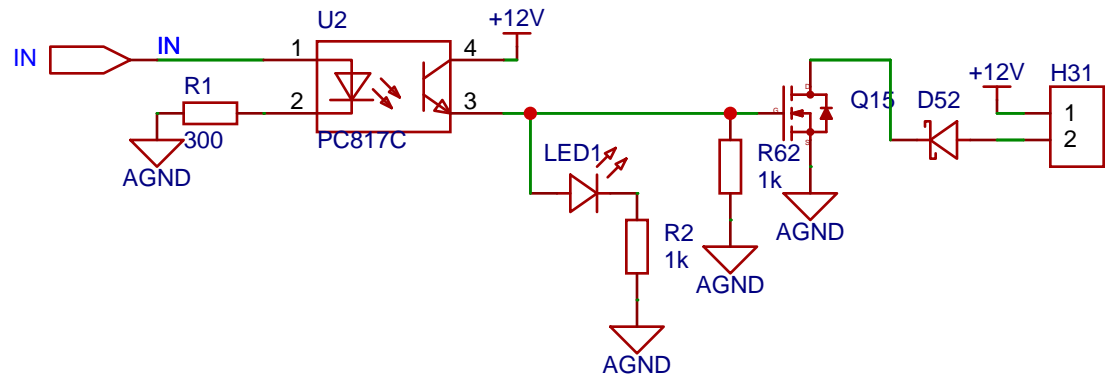 U2
+12V
IN
IN
1
4
R1
300
2
3
PC817C
AGND
LED1
R2
1k
AGND
R62
1k
AGND
D
G
S
Q15
AGND
D52
+12V
H31
1
2